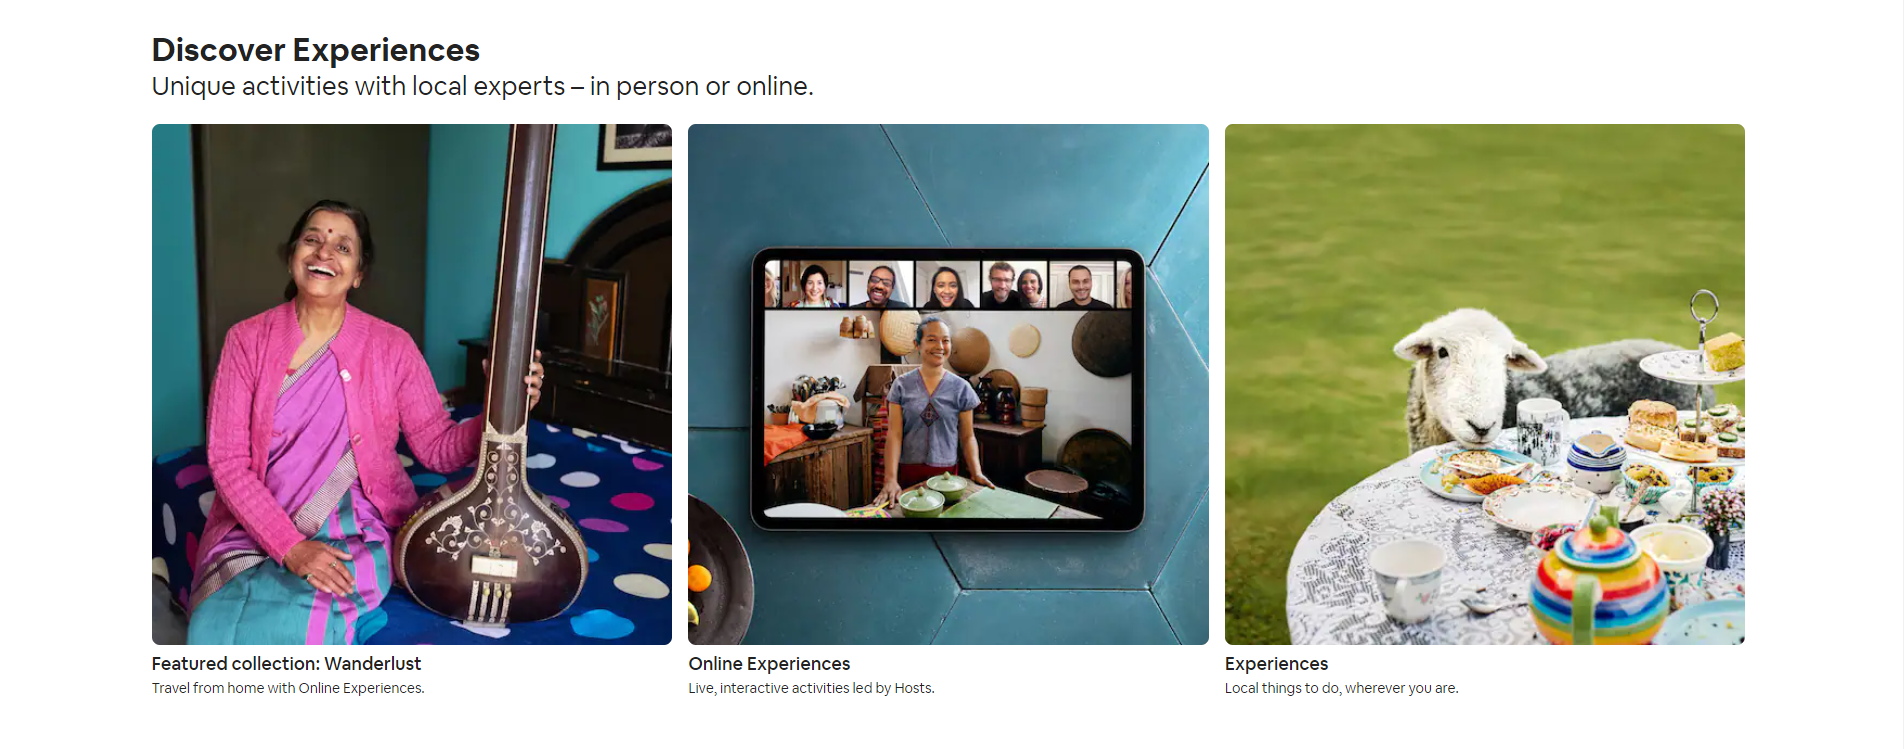 Discover Experiences
Unique activities with local experts – in person or online.
Featured collection: Wanderlust
Travel from home with Online Experiences.
Online Experiences
Live, interactive activities led by Hosts.
Experiences
Local things to do, wherever you are.